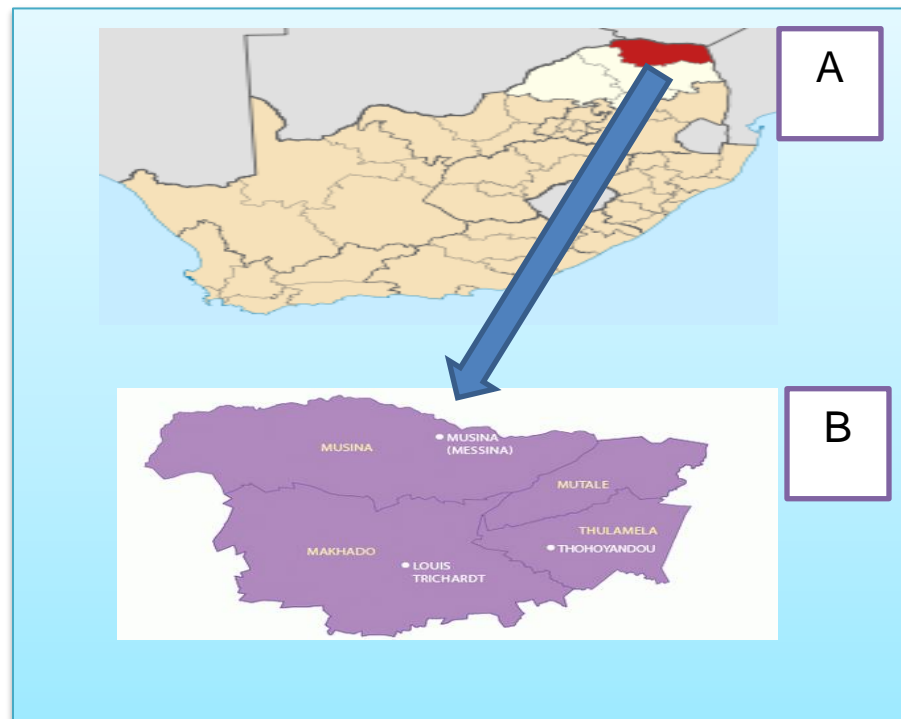 A
B
MUSINA
MUSINA
(MESSINA)
MUTALE
THULAMELA
THOHOYANDOU
MAKHADO
LOUIS
TRICHARDT